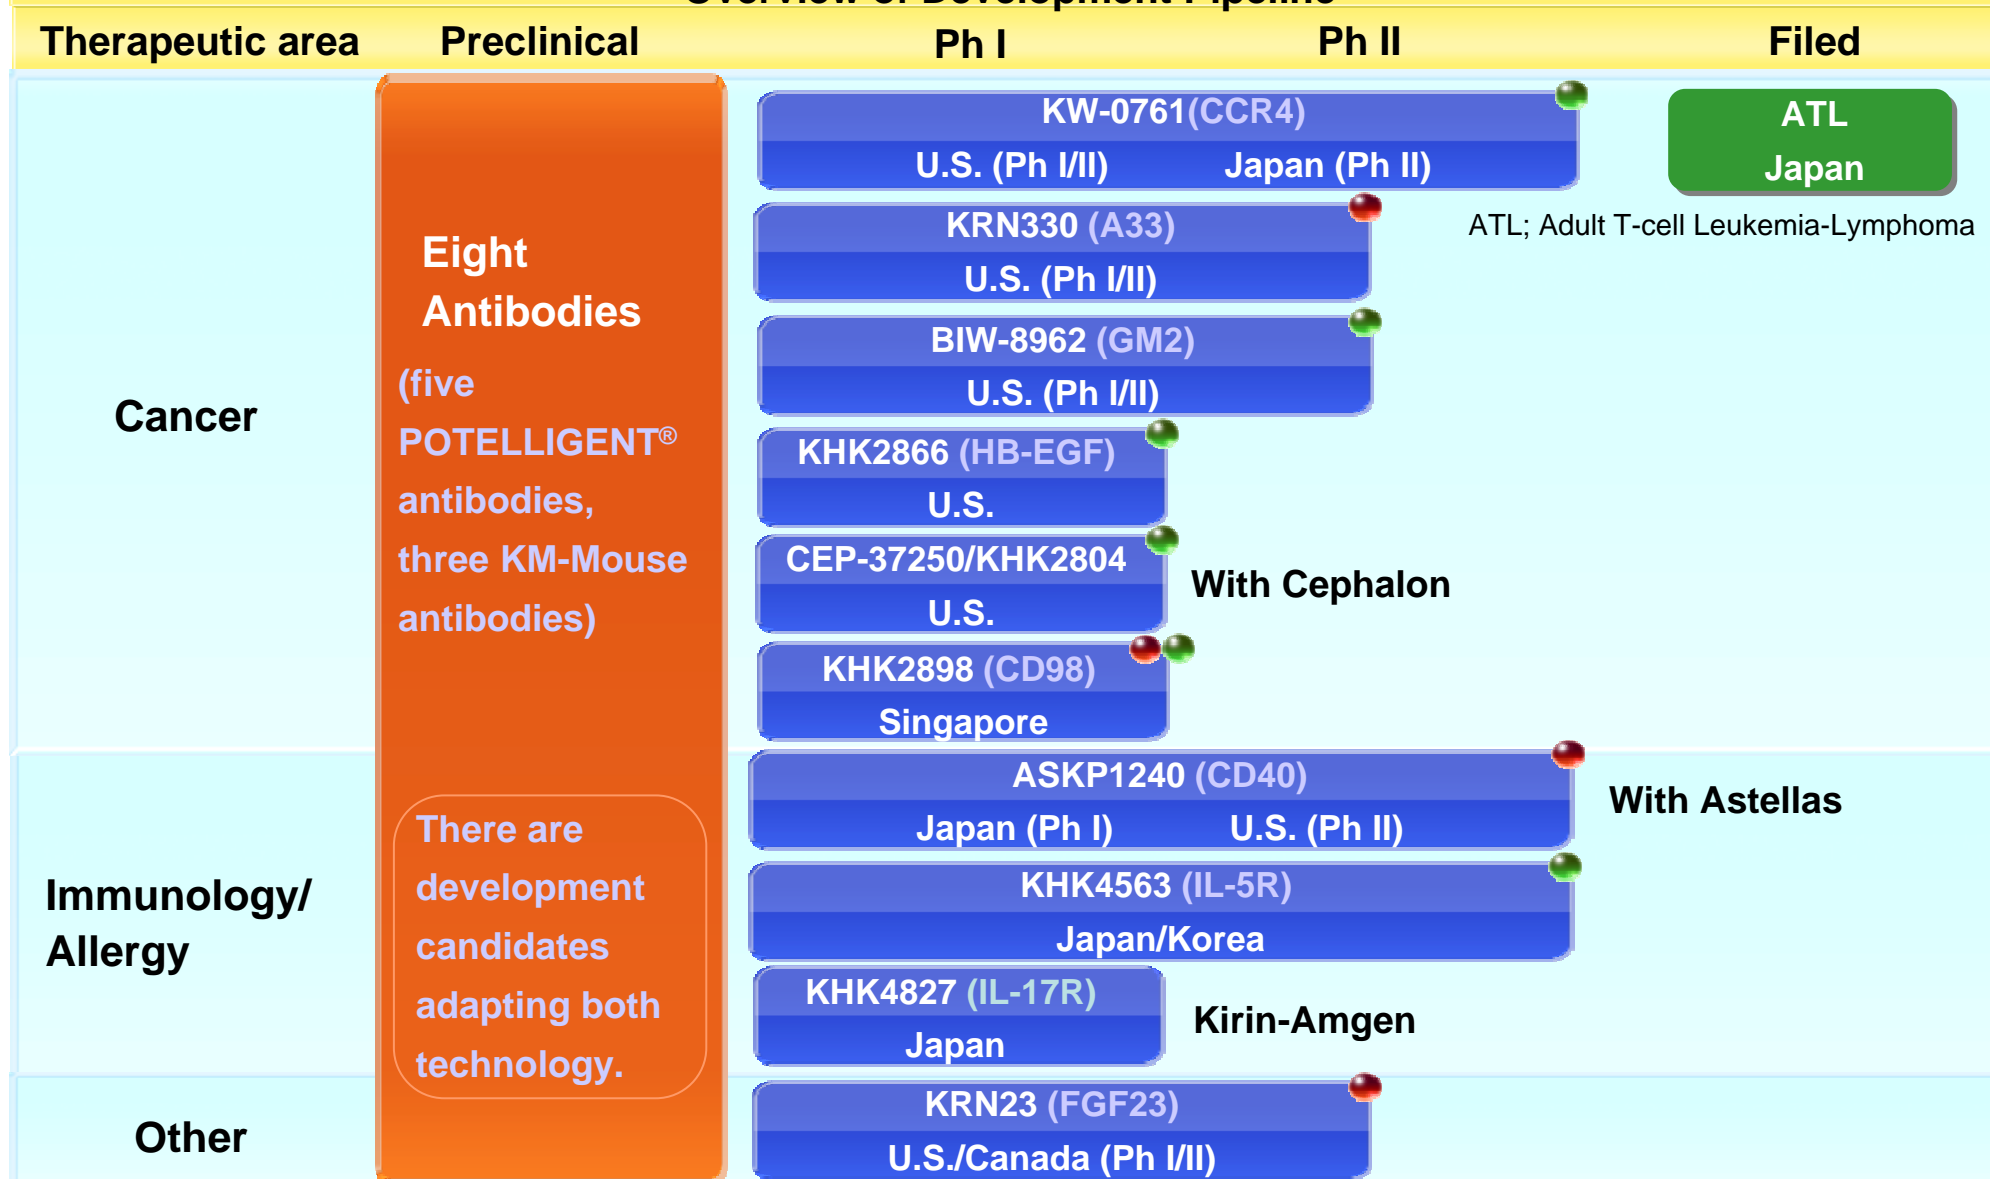 Overview of Development Pipeline
Therapeutic area Preclinical Ph I Ph II Filed
Cancer
Eight
Antibodies
(five
POTELLIGENT®
antibodies,
three KM-Mouse
antibodies)
There are
development
candidates
adapting both
technology.
KW-0761(CCR4)
U.S. (Ph I/II) Japan (Ph II)
ATL
Japan
ATL; Adult T-cell Leukemia-Lymphoma
KRN330 (A33)
U.S. (Ph I/II)
BIW-8962 (GM2)
U.S. (Ph I/II)
KHK2866 (HB-EGF)
U.S.
CEP-37250/KHK2804
U.S.
With Cephalon
KHK2898 (CD98)
Singapore
Immunology/
Allergy
ASKP1240 (CD40)
Japan (Ph I) U.S. (Ph II)
With Astellas
KHK4563 (IL-5R)
Japan/Korea
KHK4827 (IL-17R)
Japan
Kirin-Amgen
Other
KRN23 (FGF23)
U.S./Canada (Ph I/II)